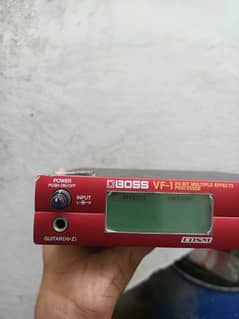 BOSS VF-1 24-BIT MULTIPLE EFFECTS
PROCESSOR
POWER
PUSH ON/OFF
INPUT
L-R
GUITAR(Hi-Z)
COSM